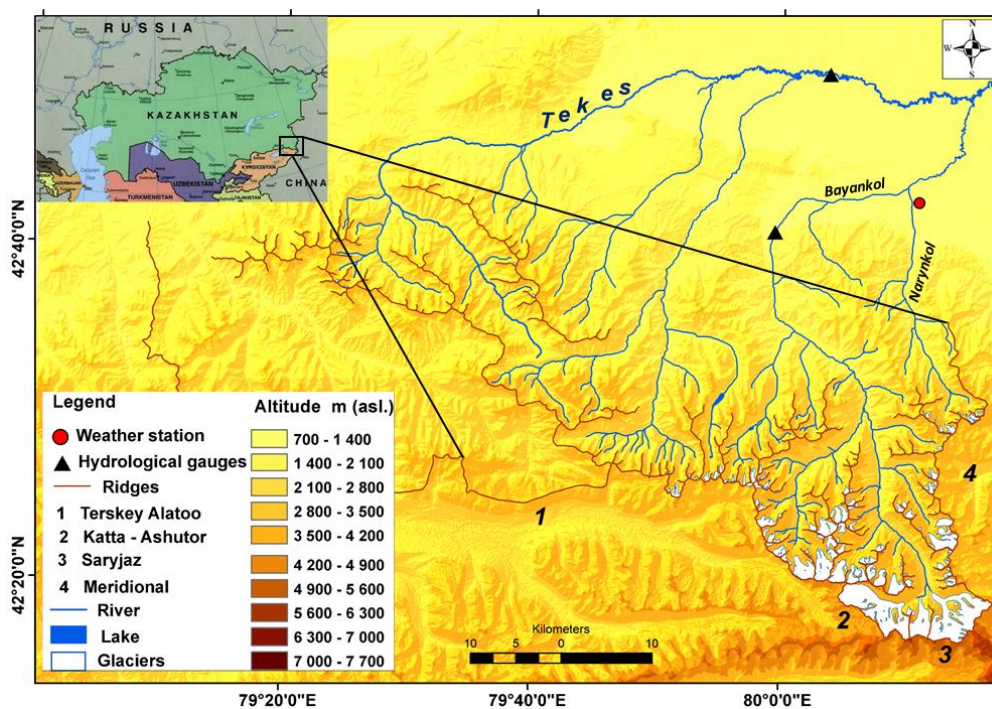 RUSSIA
KAZAKHSTAN
Caspian
Sea
UZBEKISTAN
KYRGYZSTAN
TURKMENISTAN
TAJIKISTAN
CHINA
N
W
E
S
Tekes
Bayankol
Narynkol
42°40'0"N
42°20'0"N
Legend
Weather station
Hydrological gauges
Ridges
1 Terskey Alatoo
2 Katta - Ashutor
3 Saryjaz
4 Meridional
River
Lake
Glaciers
Altitude m (asl.)
700 - 1 400
1 400 - 2 100
2 100 - 2 800
2 800 - 3 500
3 500 - 4 200
4 200 - 4 900
4 900 - 5 600
5 600 - 6 300
6 300 - 7 000
7 000 - 7 700
1
2
3
4
Kilometers
10 5 0 10
79°20'0"E
79°40'0"E
80°0'0"E